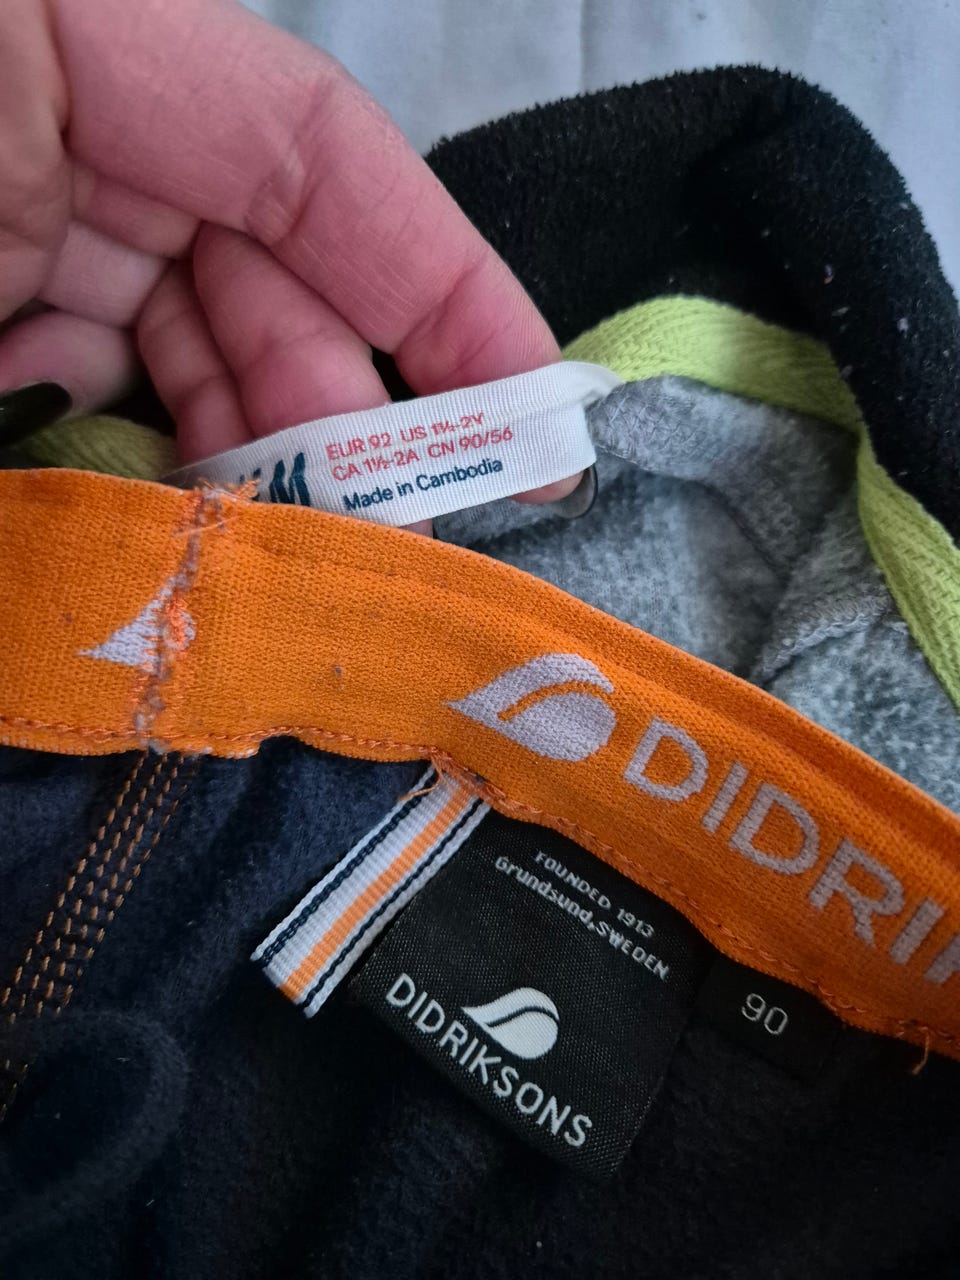 H&M
EUR 92 US 1½-2Y
CA 1½-2A CN 90/56
Made in Cambodia
DIDRI
FOUNDED 1913
Grundsund, SWEDEN
DIDRIKSONS
90